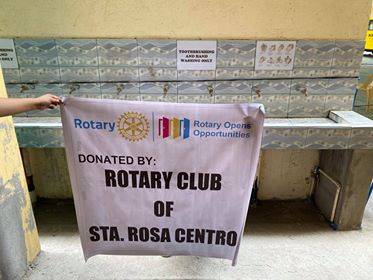 TOOTHBRUSHING
AND HAND
WASHING ONLY
Rotary
Rotary Opens
Opportunities
DONATED BY:
ROTARY CLUB
OF
STA. ROSA CENTRO